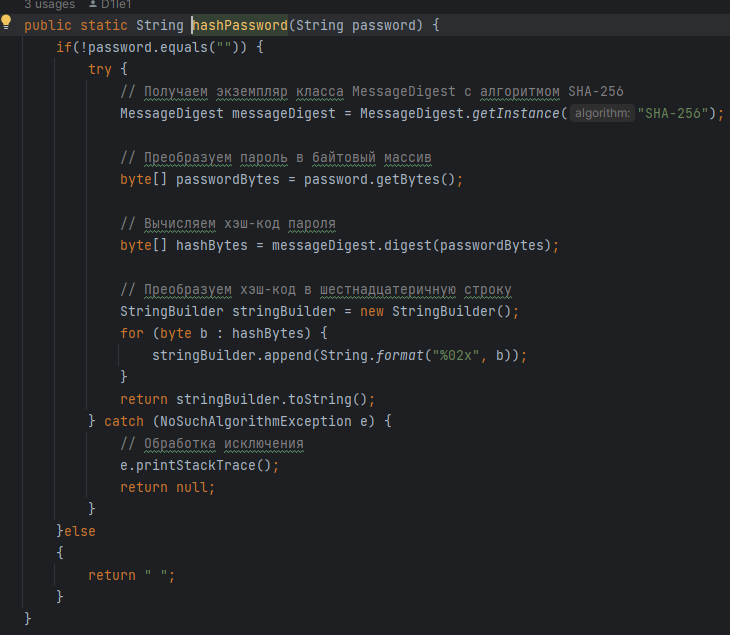 3 usages D1le1
public static String hashPassword(String password) {
if(!password.equals("")) {
try {
// Получаем экземпляр класса MessageDigest с алгоритмом SHA-256
MessageDigest messageDigest = MessageDigest.getInstance( algorithm: "SHA-256");
// Преобразуем пароль в байтовый массив
byte[] passwordBytes = password.getBytes();
// Вычисляем хэш-код пароля
byte[] hashBytes = messageDigest.digest(passwordBytes);
// Преобразуем хэш-код в шестнадцатеричную строку
StringBuilder stringBuilder = new StringBuilder();
for (byte b : hashBytes) {
stringBuilder.append(String.format("%02x", b));
}
return stringBuilder.toString();
} catch (NoSuchAlgorithmException e) {
// Обработка исключения
e.printStackTrace();
return null;
}
}else
{
return " ";
}
}